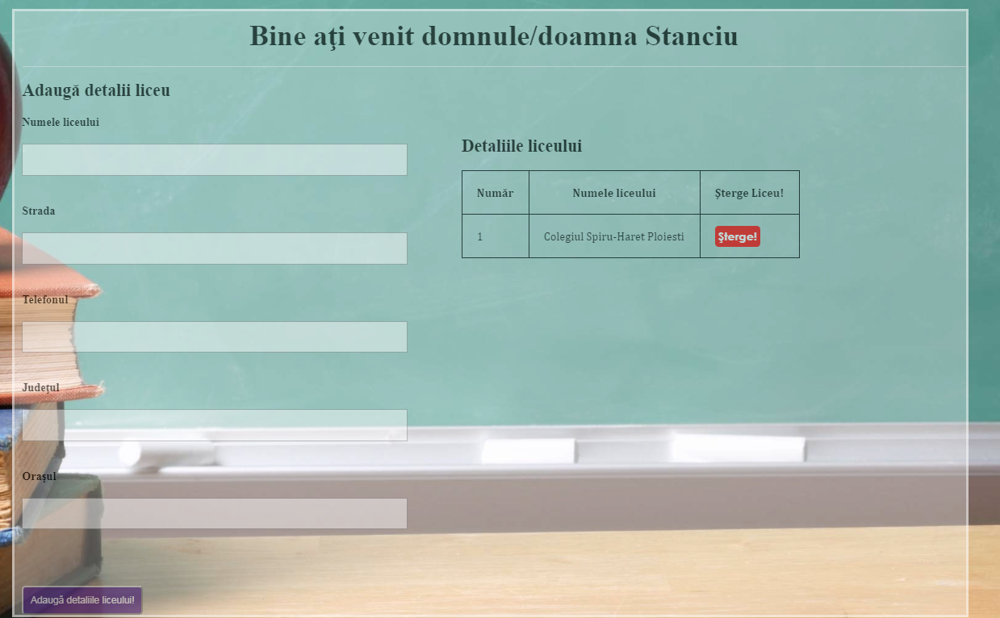 Bine aţi venit domnule/doamna Stanciu
Adaugă detalii liceu
Numele liceului
Strada
Telefonul
Judeţul
Oraşul
Adaugă detaliile liceului!
Detaliile liceului
Număr Numele liceului Şterge Liceu!
1 Colegiul Spiru-Haret Ploiesti Şterge!